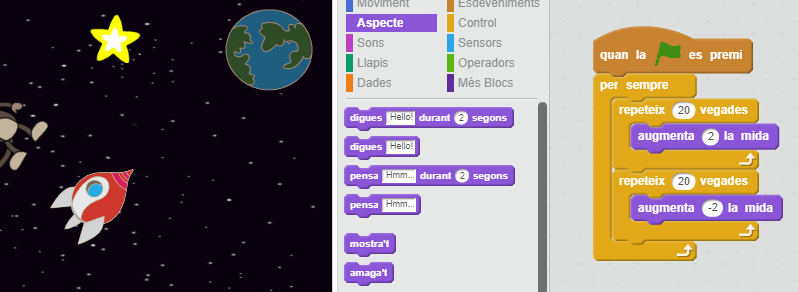 Moviment
Esdeveniments
Aspecte
Control
Sons
Sensors
Llapis
Operadors
Dades
Més Blocs
digues Hello! durant 2 segons
digues Hello!
pensa Hmm... durant 2 segons
pensa Hmm...
mostra't
amaga't
quan la es premi
per sempre
repeteix 20 vegades
augmenta 2 la mida
repeteix 20 vegades
augmenta -2 la mida